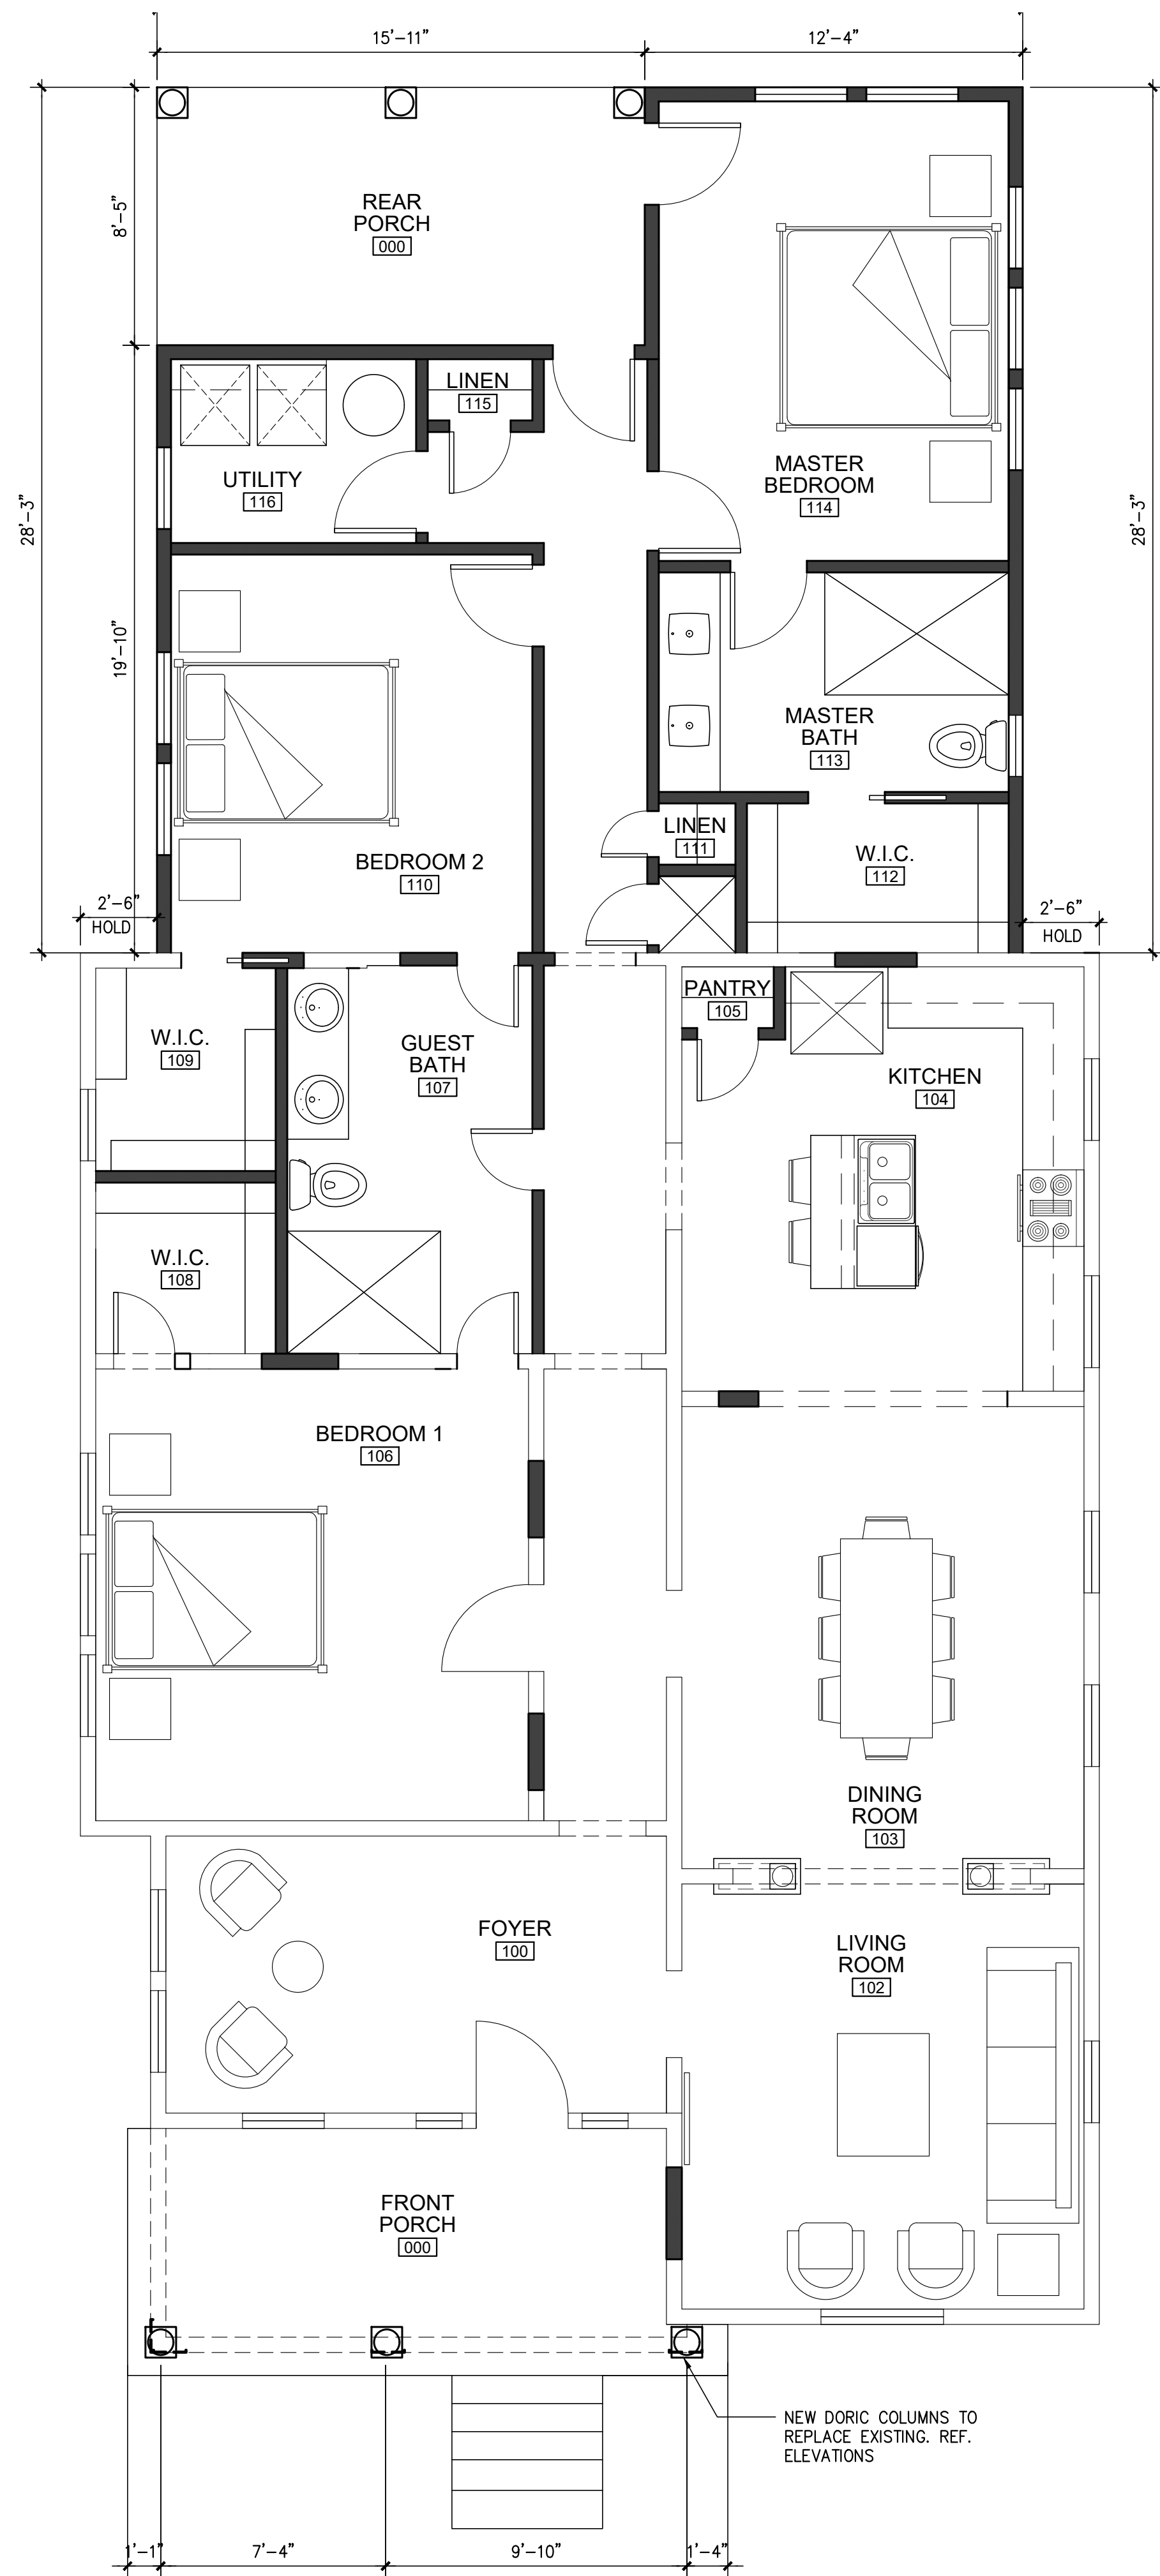 15'-11"
12'-4"
8'-5"
28'-3"
28'-3"
REAR
PORCH
000
LINEN
115
UTILITY
116
MASTER
BEDROOM
114
19'-10"
MASTER
BATH
113
LINEN
111
BEDROOM 2
110
W.I.C.
112
2'-6"
HOLD
2'-6"
HOLD
PANTRY
105
W.I.C.
109
GUEST
BATH
107
KITCHEN
104
W.I.C.
108
BEDROOM 1
106
DINING
ROOM
103
FOYER
100
LIVING
ROOM
102
FRONT
PORCH
000
NEW DORIC COLUMNS TO
REPLACE EXISTING. REF.
ELEVATIONS
1'-1"
7'-4"
9'-10"
1'-4"